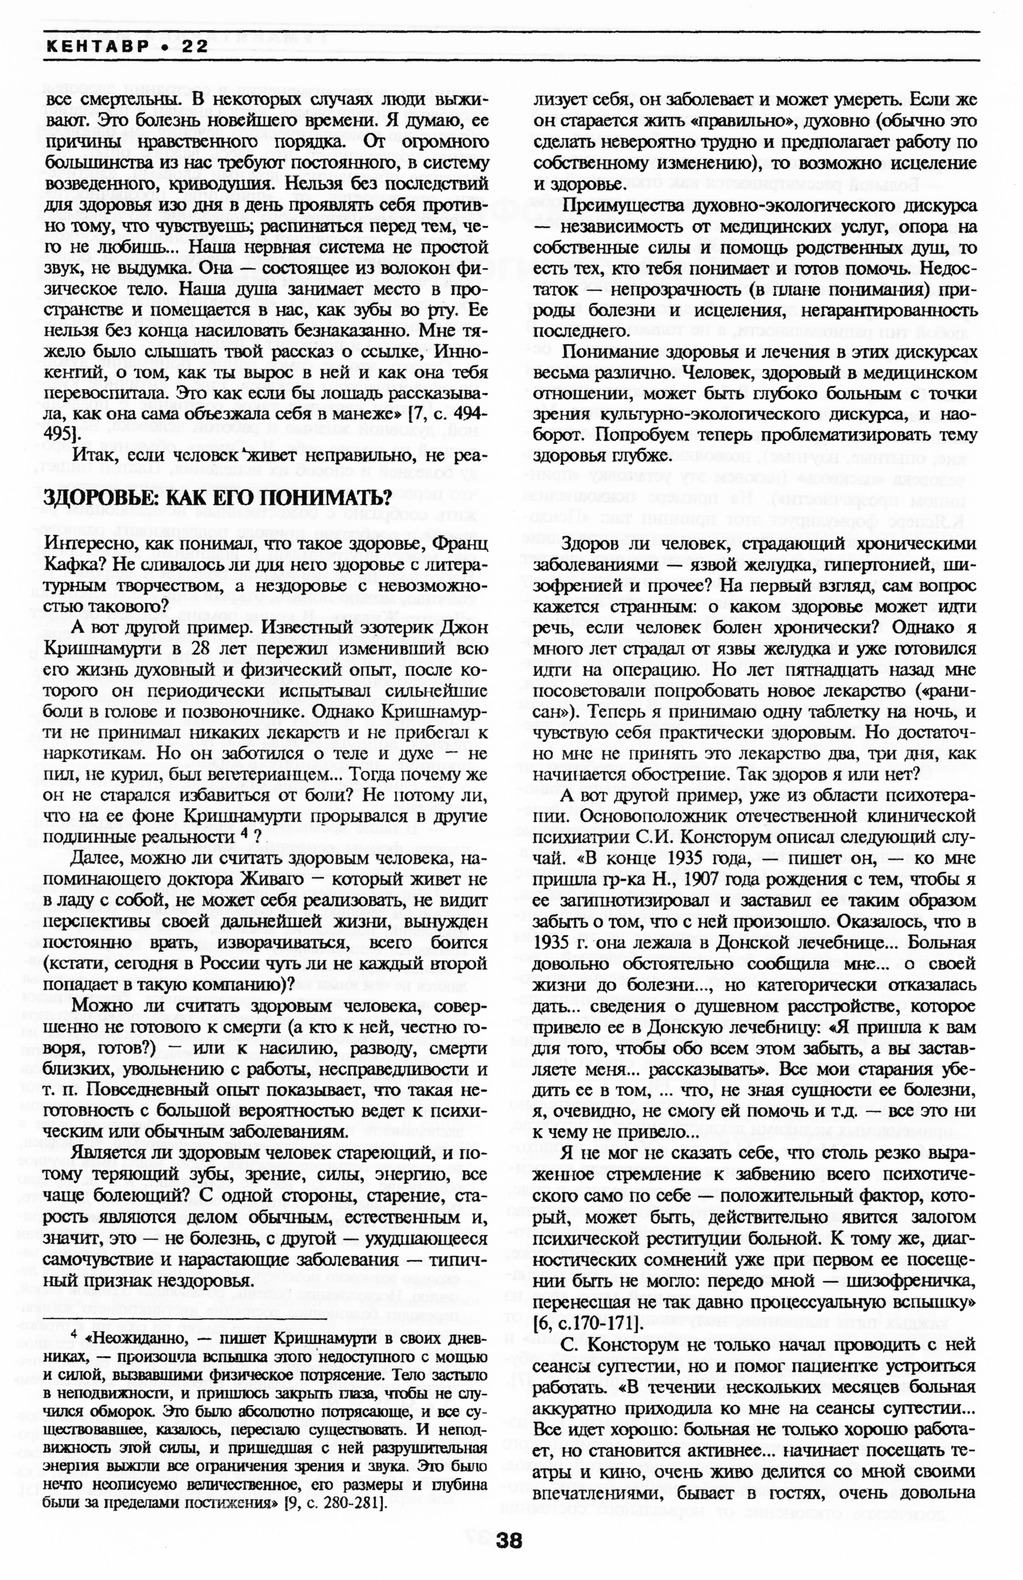 КЕНТАВР • 22
все смертельны. В некоторых случаях люди выжи-
вают. Это болезнь новейшего времени. Я думаю, ее
причины нравственного порядка. От огромного
большинства из нас требуют постоянного, в систему
возведенного, криводушия. Нельзя без последствий
для здоровья изо дня в день проявлять себя против-
но тому, что чувствуешь; распинаться перед тем, че-
го не любишь... Наша нервная система не простой
звук, не выдумка. Она — состоящее из волокон фи-
зическое тело. Наша душа занимает место в про-
странстве и помещается в нас, как зубы во рту. Ее
нельзя без конца насиловать безнаказанно. Мне тя-
жело было слышать твой рассказ о ссылке, Инно-
кентий, о том, как ты вырос в ней и как она тебя
перевоспитала. Это как если бы лошадь рассказыва-
ла, как она сама объезжала себя в манеже» [7, с. 494-
495].
Итак, если человек живет неправильно, не реа-
лизует себя, он заболевает и может умереть. Если же
он старается жить «правильно», духовно (обычно это
сделать невероятно трудно и предполагает работу по
собственному изменению), то возможно исцеление
и здоровье.
Преимущества духовно-экологического дискурса
— независимость от медицинских услуг, опора на
собственные силы и помощь родственных душ, то
есть тех, кто тебя понимает и готов помочь. Недос-
таток — непрозрачность (в плане понимания) при-
роды болезни и исцеления, негарантированность
последнего.
Понимание здоровья и лечения в этих дискурсах
весьма различно. Человек, здоровый в медицинском
отношении, может быть глубоко больным с точки
зрения культурно-экологического дискурса, и нао-
борот. Попробуем теперь проблематизировать тему
здоровья глубже.
ЗДОРОВЬЕ: КАК ЕГО ПОНИМАТЬ?
Интересно, как понимал, что такое здоровье, Франц
Кафка? Не сливалось ли для него здоровье с литера-
турным творчеством, а нездоровье с невозможно-
стью такового?
А вот другой пример. Известный эзотерик Джон
Кришнамурти в 28 лет пережил изменивший всю
его жизнь духовный и физический опыт, после ко-
торого он периодически испытывал сильнейшие
боли в голове и позвоночнике. Однако Кришнамур-
ти не принимал никаких лекарств и не прибегал к
наркотикам. Но он заботился о теле и духе — не
пил, не курил, был вегетерианцем... Тогда почему же
он не старался избавиться от боли? Не потому ли,
что на ее фоне Кришнамурти прорывался в другие
подлинные реальности ⁴ ?
Далее, можно ли считать здоровым человека, на-
поминающего доктора Живаго — который живет не
в ладу с собой, не может себя реализовать, не видит
перспективы своей дальнейшей жизни, вынужден
постоянно врать, изворачиваться, всего боится
(кстати, сегодня в России чуть ли не каждый второй
попадает в такую компанию)?
Можно ли считать здоровым человека, совер-
шенно не готового к смерти (а кто к ней, честно го-
воря, готов?) — или к насилию, разводу, смерти
близких, увольнению с работы, несправедливости и
т. п. Повседневный опыт показывает, что такая не-
готовность с большой вероятностью ведет к психи-
ческим или обычным заболеваниям.
Является ли здоровым человек стареющий, и по-
тому теряющий зубы, зрение, силы, энергию, все
чаще болеющий? С одной стороны, старение, ста-
рость являются делом обычным, естественным и,
значит, это — не болезнь, с другой — ухудшающееся
самочувствие и нарастающие заболевания — типич-
ный признак нездоровья.
⁴ «Неожиданно, — пишет Кришнамурти в своих днев-
никах, — произошла вспышка этого недоступного с мощью
и силой, вызвавшими физическое потрясение. Тело застыло
в неподвижности, и пришлось закрыть глаза, чтобы не слу-
чился обморок. Это было абсолютно потрясающе, и все су-
ществовавшее, казалось, перестало существовать. И непод-
вижность этой силы, и пришедшая с ней разрушительная
энергия выжгли все ограничения зрения и звука. Это было
нечто неописуемо величественное, его размеры и глубина
были за пределами постижения» [9, с. 280-281].
Здоров ли человек, страдающий хроническими
заболеваниями — язвой желудка, гипертонией, ши-
зофренией и прочее? На первый взгляд, сам вопрос
кажется странным: о каком здоровье может идти
речь, если человек болен хронически? Однако я
много лет страдал от язвы желудка и уже готовился
идти на операцию. Но лет пятнадцать назад мне
посоветовали попробовать новое лекарство («рани-
сан»). Теперь я принимаю одну таблетку на ночь, и
чувствую себя практически здоровым. Но достаточ-
но мне не принять это лекарство два, три дня, как
начинается обострение. Так здоров я или нет?
А вот другой пример, уже из области психотера-
пии. Основоположник отечественной клинической
психиатрии С.И. Консторум описал следующий слу-
чай. «В конце 1935 года, — пишет он, — ко мне
пришла гр-ка Н., 1907 года рождения с тем, чтобы я
ее загипнотизировал и заставил ее таким образом
забыть о том, что с ней произошло. Оказалось, что в
1935 г. она лежала в Донской лечебнице... Больная
довольно обстоятельно сообщила мне... о своей
жизни до болезни..., но категорически отказалась
дать... сведения о душевном расстройстве, которое
привело ее в Донскую лечебницу: «Я пришла к вам
для того, чтобы обо всем этом забыть, а вы застав-
ляете меня... рассказывать». Все мои старания убе-
дить ее в том, ... что, не зная сущности ее болезни,
я, очевидно, не смогу ей помочь и т.д. — все это ни
к чему не привело...
Я не мог не сказать себе, что столь резко выра-
женное стремление к забвению всего психотиче-
ского само по себе — положительный фактор, кото-
рый, может быть, действительно явится залогом
психической реституции больной. К тому же, диаг-
ностических сомнений уже при первом ее посеще-
нии быть не могло: передо мной — шизофреничка,
перенесшая не так давно процессуальную вспышку»
[6, с.170-171].
С. Консторум не только начал проводить с ней
сеансы суггестии, но и помог пациентке устроиться
работать. «В течении нескольких месяцев больная
аккуратно приходила ко мне на сеансы суггестии...
Все идет хорошо: больная не только хорошо работа-
ет, но становится активнее... начинает посещать те-
атры и кино, очень живо делится со мной своими
впечатлениями, бывает в гостях, очень довольна
38